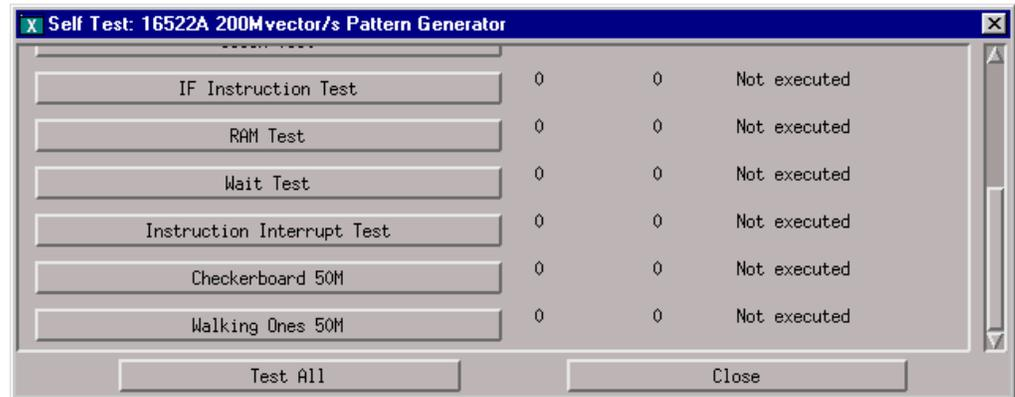 X Self Test: 16522A 200Mvector/s Pattern Generator
IF Instruction Test 0 0 Not executed
RAM Test 0 0 Not executed
Wait Test 0 0 Not executed
Instruction Interrupt Test 0 0 Not executed
Checkerboard 50M 0 0 Not executed
Walking Ones 50M 0 0 Not executed
Test All Close